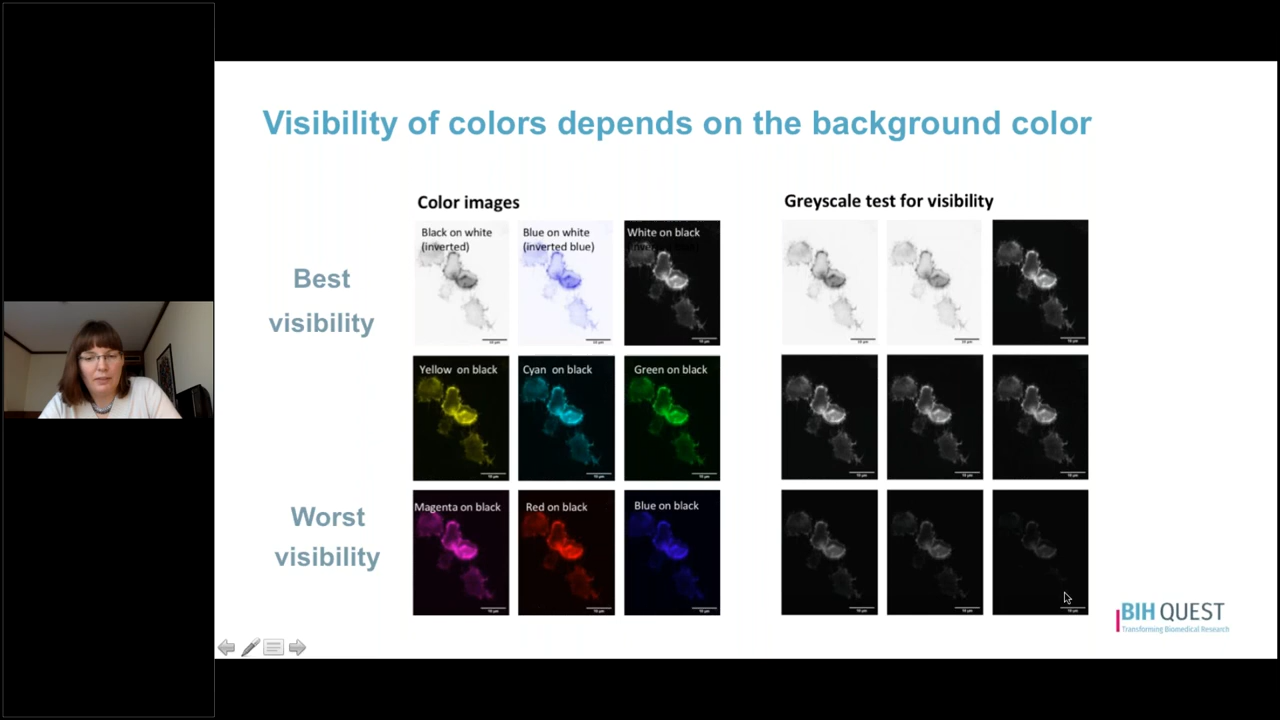 Visibility of colors depends on the background color
Color images
Greyscale test for visibility
Best
visibility
Black on white
(inverted)
Blue on white
(inverted blue)
White on black
Yellow on black
Cyan on black
Green on black
Worst
visibility
Magenta on black
Red on black
Blue on black
BIH QUEST
Transforming Biomedical Research